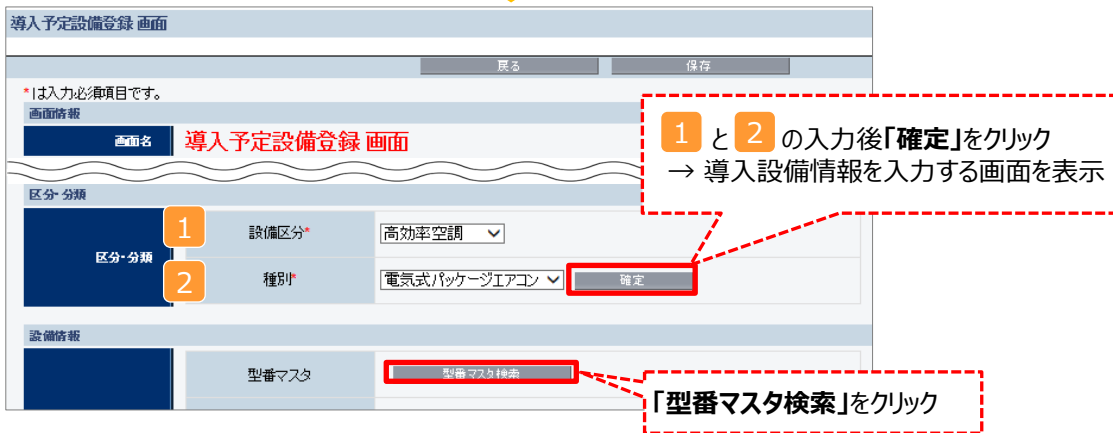 導入予定設備登録 画面
戻る 保存
*は入力必須項目です。
画面情報
画面名 導入予定設備登録 画面
1 と 2 の入力後「確定」をクリック
→ 導入設備情報を入力する画面を表示
区分・分類
区分・分類
1 設備区分* 高効率空調
2 種別* 電気式パッケージエアコン 確定
設備情報
型番マスタ 型番マスタ検索
「型番マスタ検索」をクリック